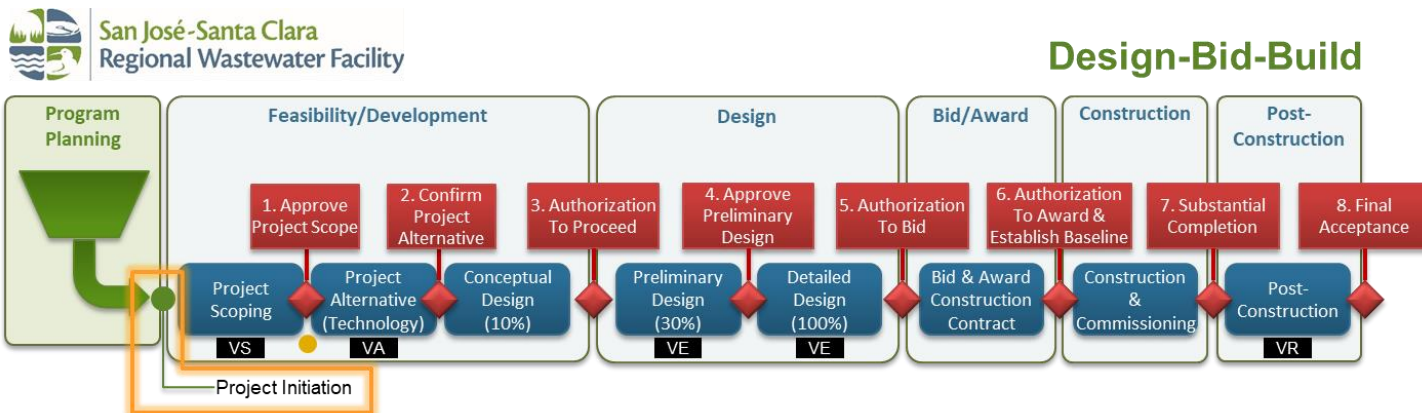 San José-Santa Clara
Regional Wastewater Facility
Design-Bid-Build
Program
Planning
Feasibility/Development
Design
Bid/Award
Construction
Post-
Construction
1. Approve
Project Scope
2. Confirm
Project
Alternative
3. Authorization
To Proceed
4. Approve
Preliminary
Design
5. Authorization
To Bid
6. Authorization
To Award &
Establish Baseline
7. Substantial
Completion
8. Final
Acceptance
Project
Scoping
Project
Alternative
(Technology)
Conceptual
Design
(10%)
Preliminary
Design
(30%)
Detailed
Design
(100%)
Bid & Award
Construction
Contract
Construction
&
Commissioning
Post-
Construction
VS
VA
VE
VE
VR
Project Initiation